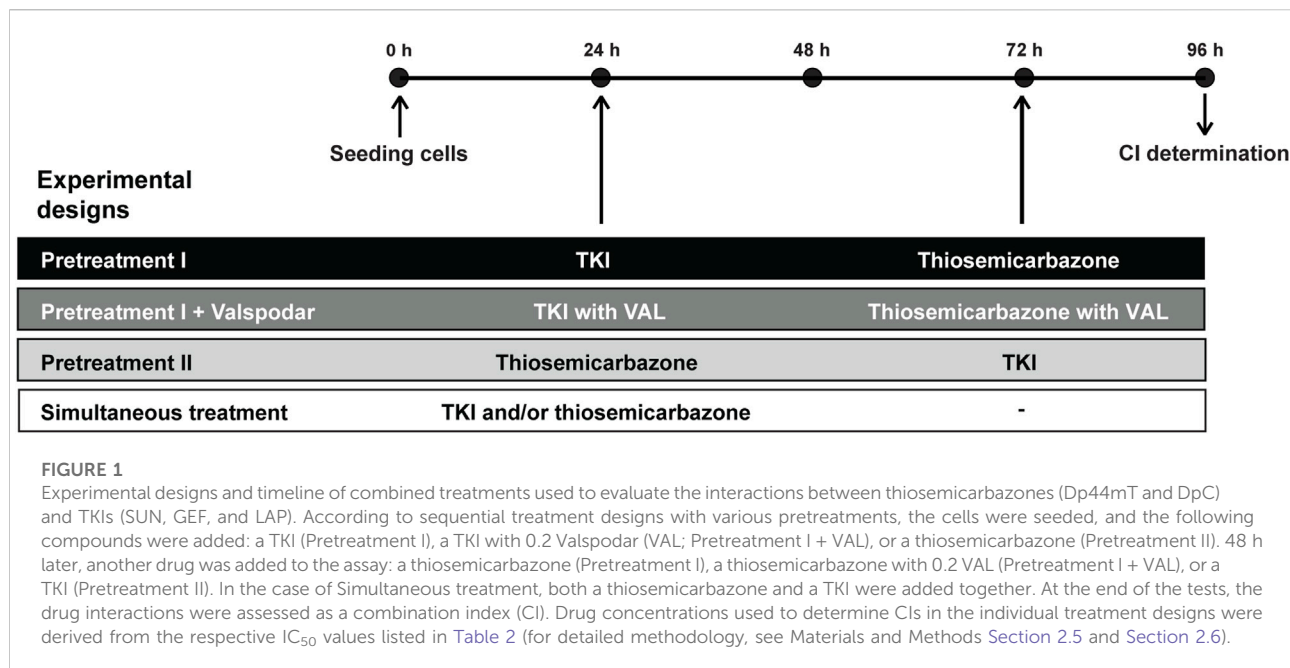 0 h 24 h 48 h 72 h 96 h
Seeding cells CI determination
Experimental
designs
Pretreatment I TKI Thiosemicarbazone
Pretreatment I + Valspodar TKI with VAL Thiosemicarbazone with VAL
Pretreatment II Thiosemicarbazone TKI
Simultaneous treatment TKI and/or thiosemicarbazone -
FIGURE 1
Experimental designs and timeline of combined treatments used to evaluate the interactions between thiosemicarbazones (Dp44mT and DpC)
and TKIs (SUN, GEF, and LAP). According to sequential treatment designs with various pretreatments, the cells were seeded, and the following
compounds were added: a TKI (Pretreatment I), a TKI with 0.2 Valspodar (VAL; Pretreatment I + VAL), or a thiosemicarbazone (Pretreatment II). 48 h
later, another drug was added to the assay: a thiosemicarbazone (Pretreatment I), a thiosemicarbazone with 0.2 VAL (Pretreatment I + VAL), or a
TKI (Pretreatment II). In the case of Simultaneous treatment, both a thiosemicarbazone and a TKI were added together. At the end of the tests, the
drug interactions were assessed as a combination index (CI). Drug concentrations used to determine CIs in the individual treatment designs were
derived from the respective IC50 values listed in Table 2 (for detailed methodology, see Materials and Methods Section 2.5 and Section 2.6).